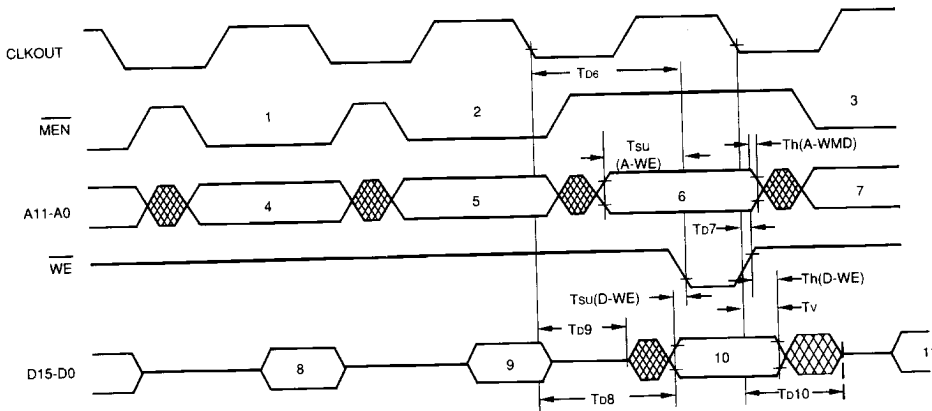 CLKOUT
TD6
MEN
1
2
3
TSU
(A-WE)
Th(A-WMD)
A11-A0
4
5
6
7
TD7
WE
TSU(D-WE)
Th(D-WE)
TV
TD9
D15-D0
8
9
10
11
TD8
TD10